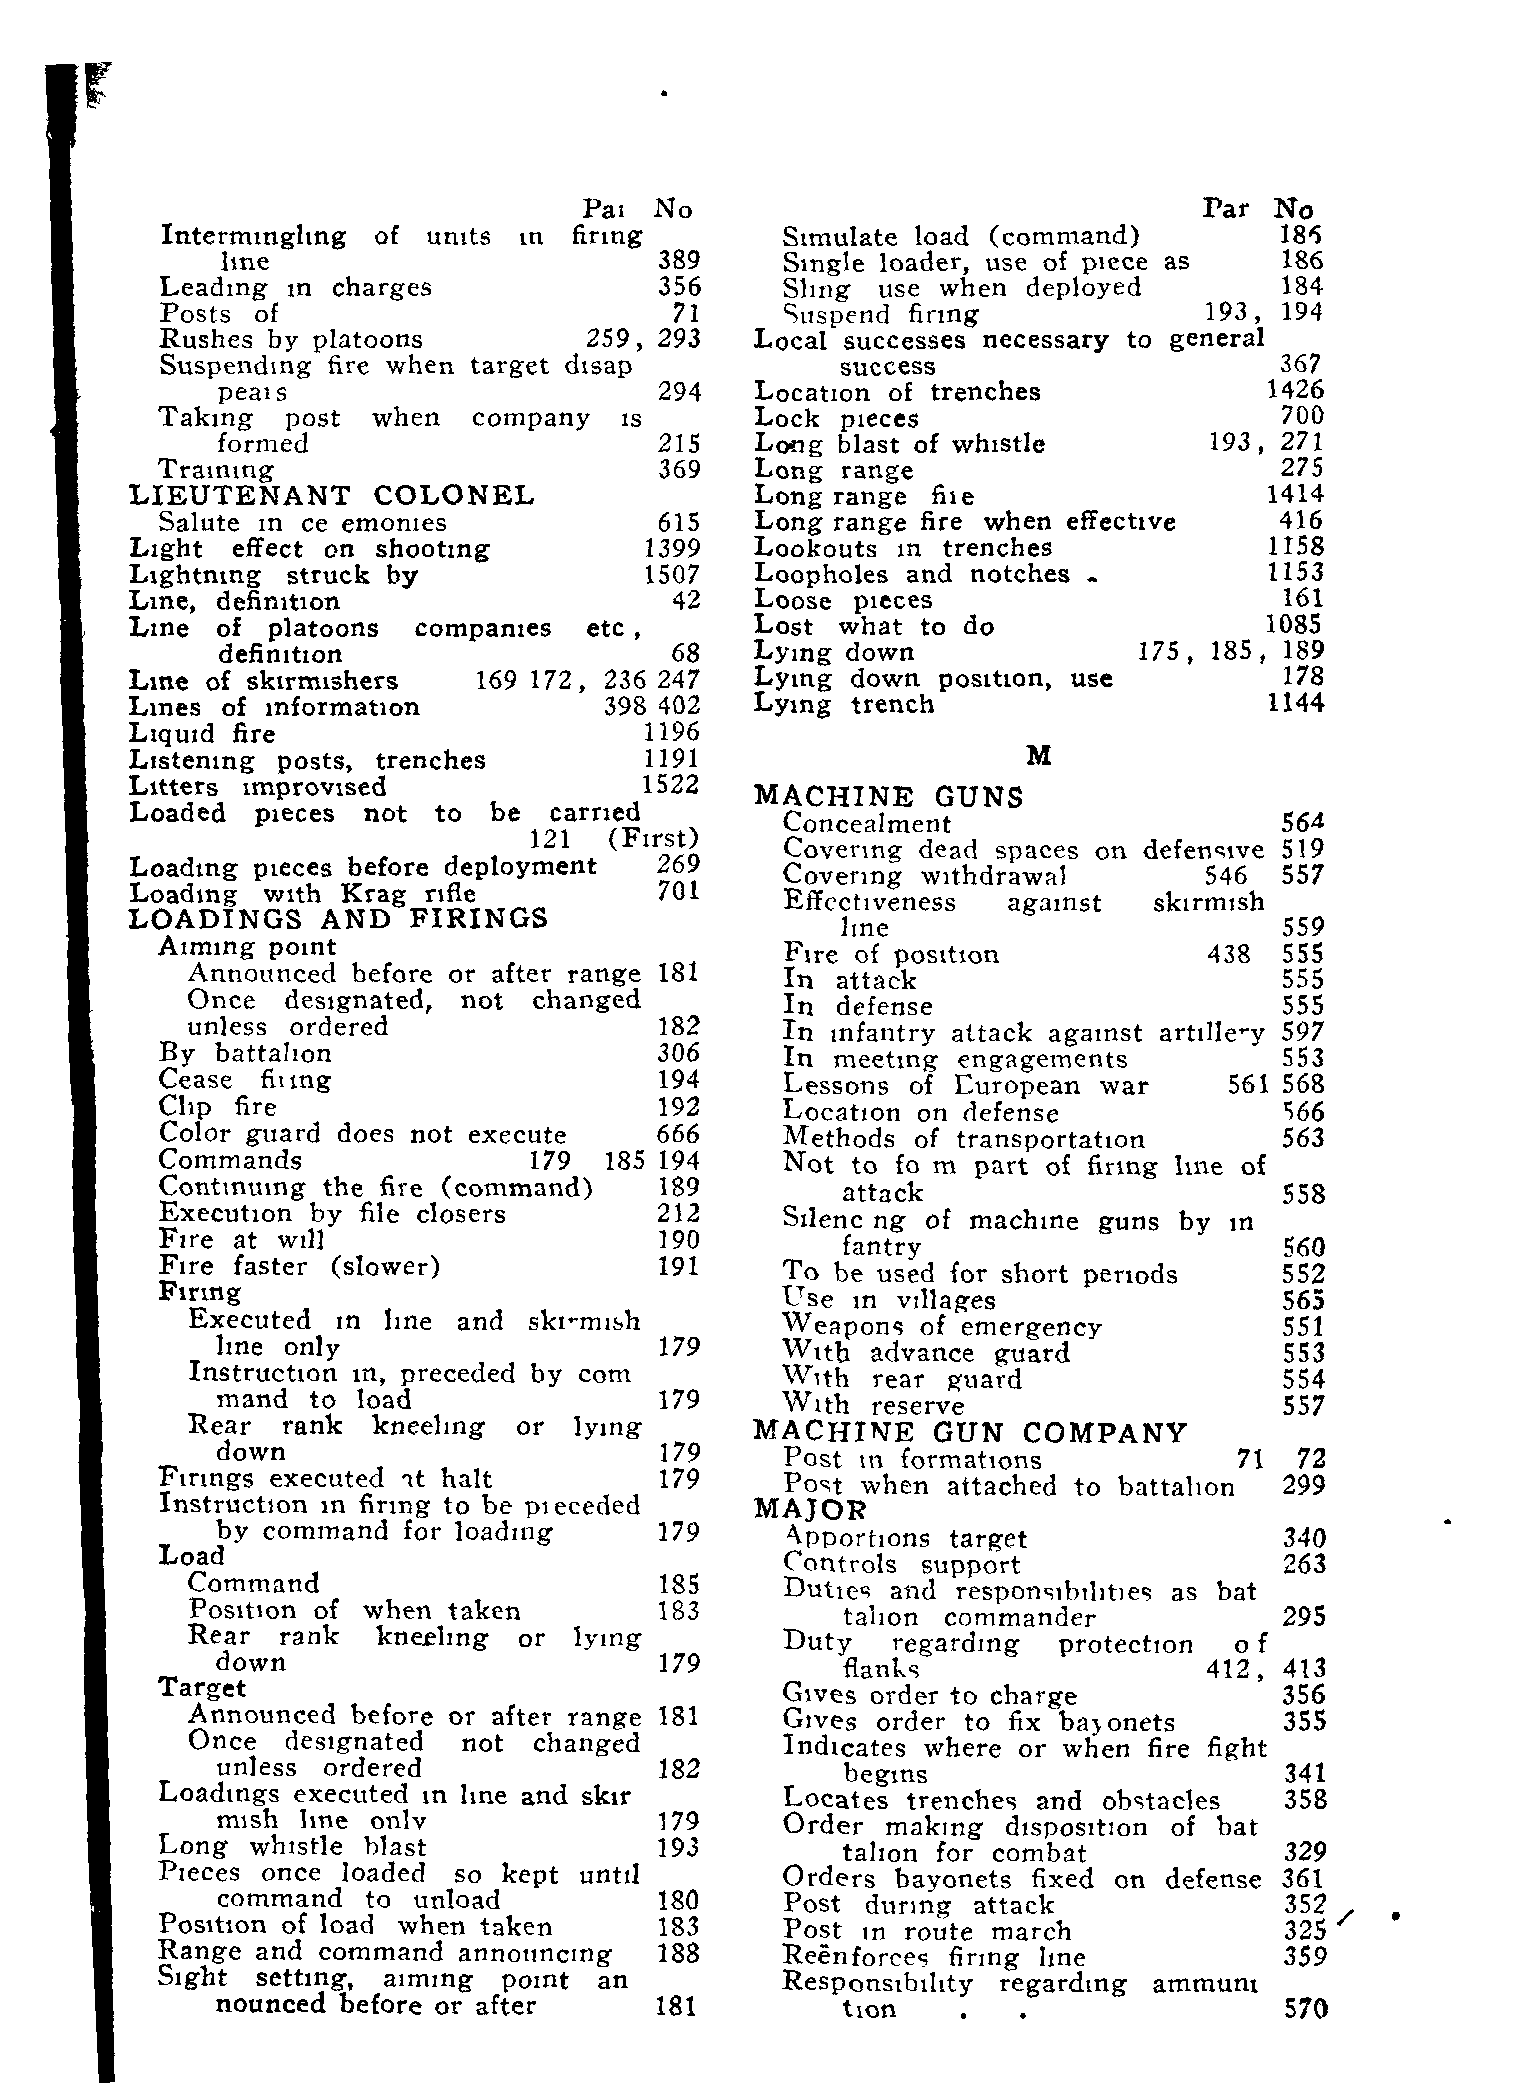 Par No
Intermingling of units in firing
line 389
Leading in charges 356
Posts of 71
Rushes by platoons 259, 293
Suspending fire when target disap
pears 294
Taking post when company is
formed 215
Training 369
LIEUTENANT COLONEL
Salute in ce emonies 615
Light effect on shooting 1399
Lightning struck by 1507
Line, definition 42
Line of platoons companies etc,
definition 68
Line of skirmishers 169 172, 236 247
Lines of information 398 402
Liquid fire 1196
Listening posts, trenches 1191
Litters improvised 1522
Loaded pieces not to be carried
121 (First)
Loading pieces before deployment 269
Loading with Krag rifle 701
LOADINGS AND FIRINGS
Aiming point
Announced before or after range 181
Once designated, not changed
unless ordered 182
By battalion 306
Cease firing 194
Clip fire 192
Color guard does not execute 666
Commands 179 185 194
Continuing the fire (command) 189
Execution by file closers 212
Fire at will 190
Fire faster (slower) 191
Firing
Executed in line and skirmish
line only 179
Instruction in, preceded by com
mand to load 179
Rear rank kneeling or lying
down 179
Firings executed at halt 179
Instruction in firing to be preceded
by command for loading 179
Load
Command 185
Position of when taken 183
Rear rank kneeling or lying
down 179
Target
Announced before or after range 181
Once designated not changed
unless ordered 182
Loadings executed in line and skir
mish line only 179
Long whistle blast 193
Pieces once loaded so kept until
command to unload 180
Position of load when taken 183
Range and command announcing 188
Sight setting, aiming point an
nounced before or after 181
Par No
Simulate load (command) 186
Single loader, use of piece as 186
Sling use when deployed 184
Suspend firing 193, 194
Local successes necessary to general
success 367
Location of trenches 1426
Lock pieces 700
Long blast of whistle 193, 271
Long range 275
Long range fire 1414
Long range fire when effective 416
Lookouts in trenches 1158
Loopholes and notches 1153
Loose pieces 161
Lost what to do 1085
Lying down 175, 185, 189
Lying down position, use 178
Lying trench 1144
M
MACHINE GUNS
Concealment 564
Covering dead spaces on defensive 519
Covering withdrawal 546 557
Effectiveness against skirmish
line 559
Fire of position 438 555
In attack 555
In defense 555
In infantry attack against artillery 597
In meeting engagements 553
Lessons of European war 561 568
Location on defense 566
Methods of transportation 563
Not to fo m part of firing line of
attack 558
Silenc ng of machine guns by in
fantry 560
To be used for short periods 552
Use in villages 565
Weapons of emergency 551
With advance guard 553
With rear guard 554
With reserve 557
MACHINE GUN COMPANY
Post in formations 71 72
Post when attached to battalion 299
MAJOR
Apportions target 340
Controls support 263
Duties and responsibilities as bat
talion commander 295
Duty regarding protection of
flanks 412, 413
Gives order to charge 356
Gives order to fix bayonets 355
Indicates where or when fire fight
begins 341
Locates trenches and obstacles 358
Order making disposition of bat
talion for combat 329
Orders bayonets fixed on defense 361
Post during attack 352
Post in route march 325
Reënforces firing line 359
Responsibility regarding ammuni
tion 570